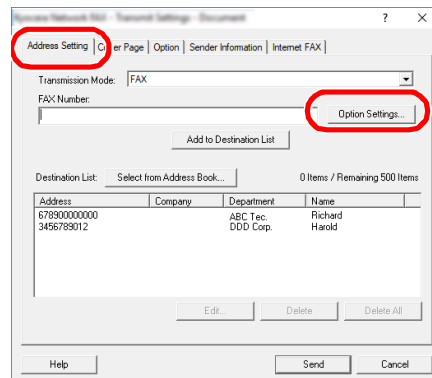 Kyocera Network FAX - Transmit Settings - Document ? ×
Address Setting er Page Option Sender Information Internet FAX
Transmission Mode: FAX
FAX Number:
Option Settings...
Add to Destination List
Destination List: Select from Address Book... 0 Items / Remaining 500 Items
Address Company Department Name
678900000000 ABC Tec. Richard
3456789012 DDD Corp. Harold
Edit... Delete Delete All
Help Send Cancel